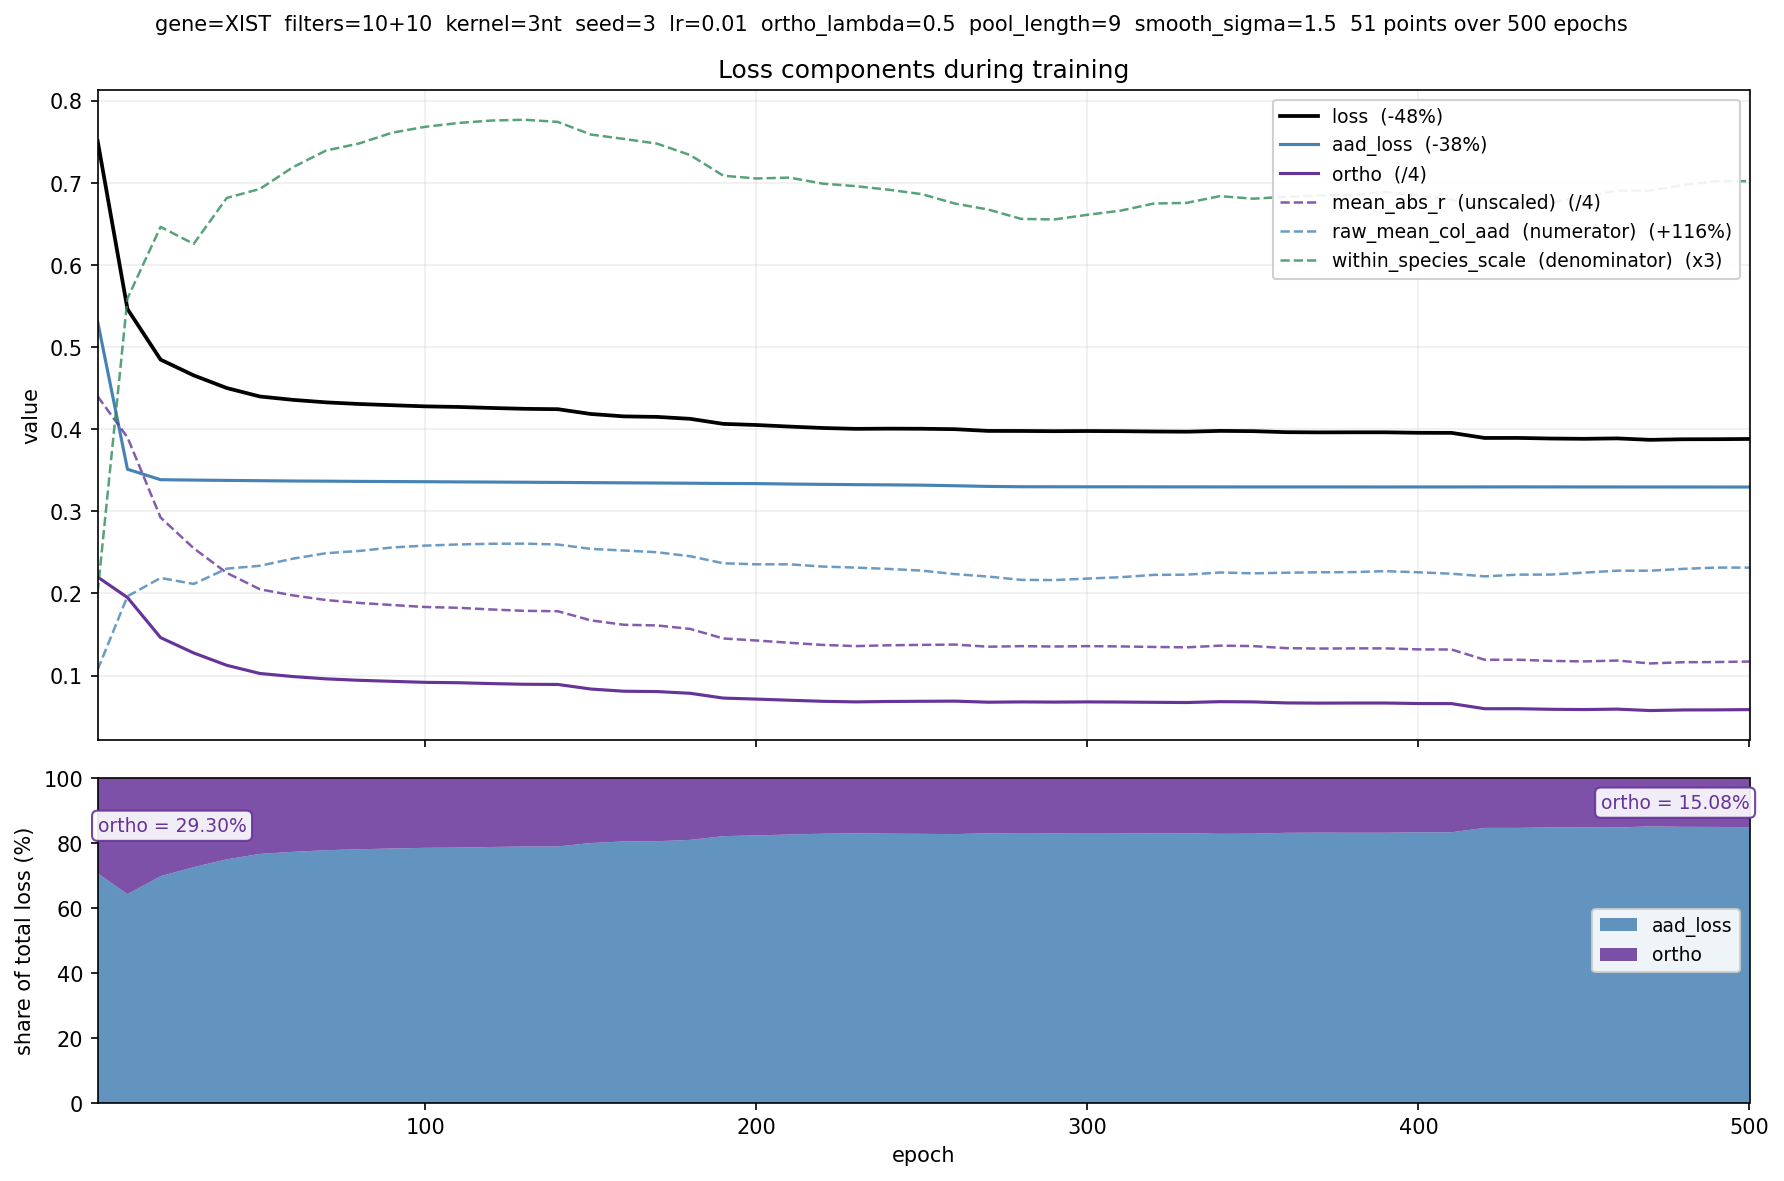 gene=XIST  filters=10+10  kernel=3nt  seed=3  lr=0.01  ortho_lambda=0.5  pool_length=9  smooth_sigma=1.5  51 points over 500 epochs
Loss components during training
loss  (-48%)
aad_loss  (-38%)
ortho  (/4)
mean_abs_r  (unscaled)  (/4)
raw_mean_col_aad  (numerator)  (+116%)
within_species_scale  (denominator)  (x3)
0.8
0.7
0.6
0.5
0.4
0.3
0.2
0.1
value
100
80
60
40
20
0
share of total loss (%)
ortho = 29.30%
ortho = 15.08%
aad_loss
ortho
100
200
300
400
500
epoch